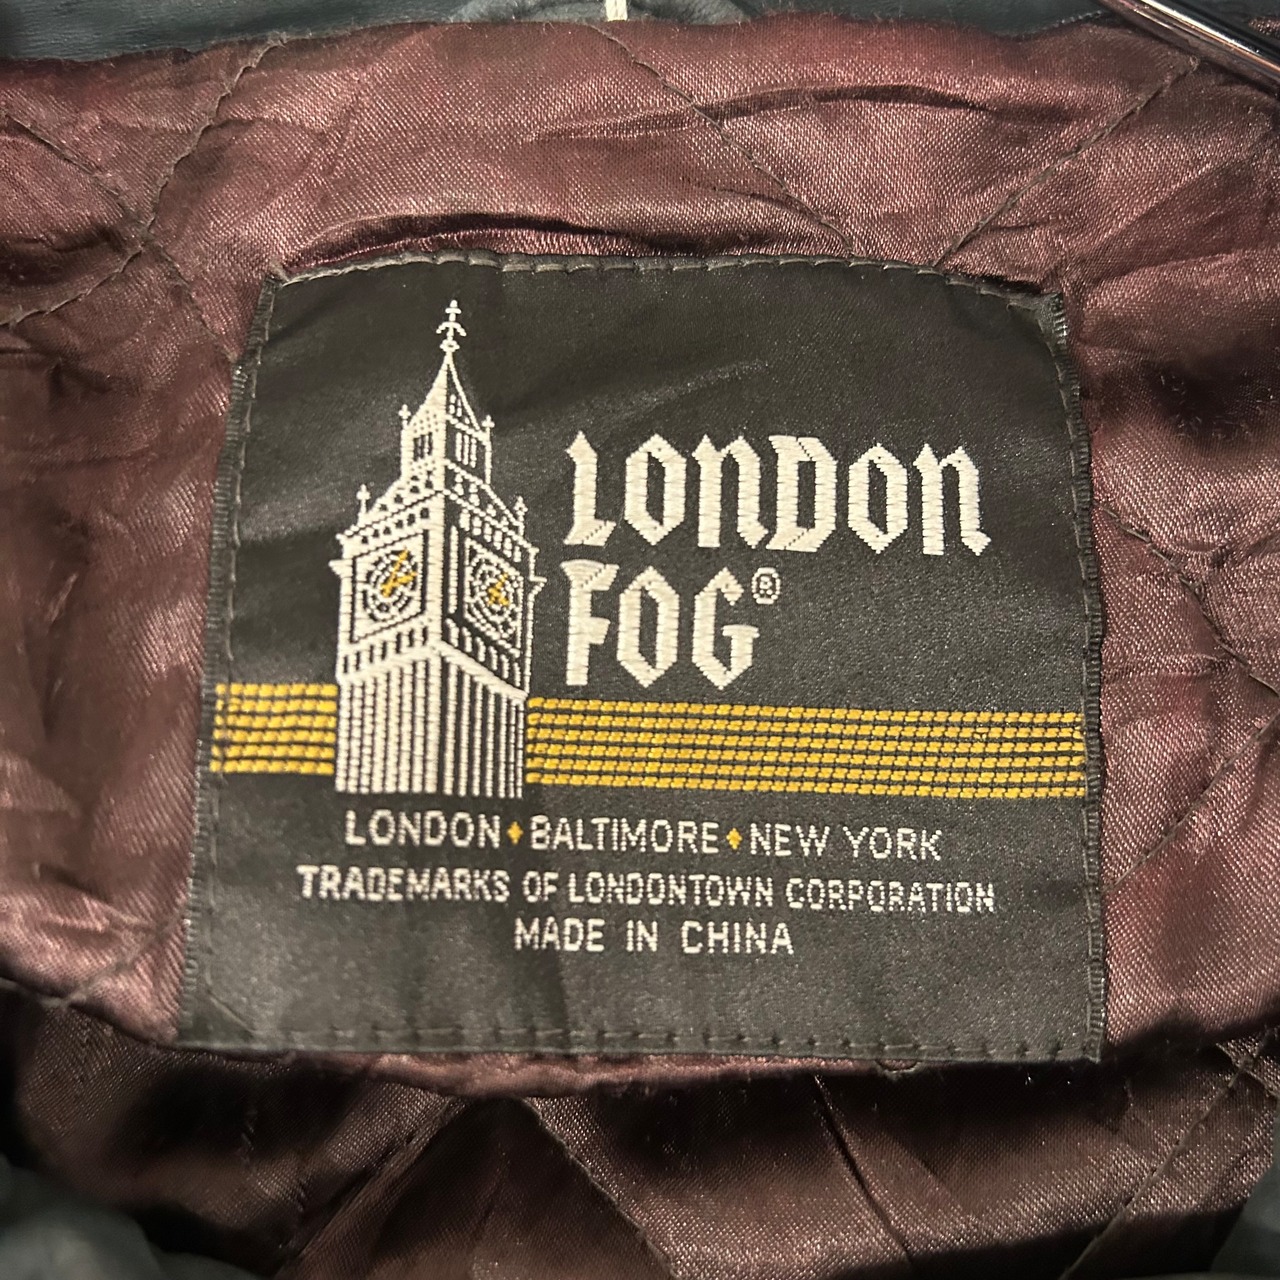 LONDON
FOG®
LONDON♦BALTIMORE♦NEW YORK
TRADEMARKS OF LONDONTOWN CORPORATION
MADE IN CHINA